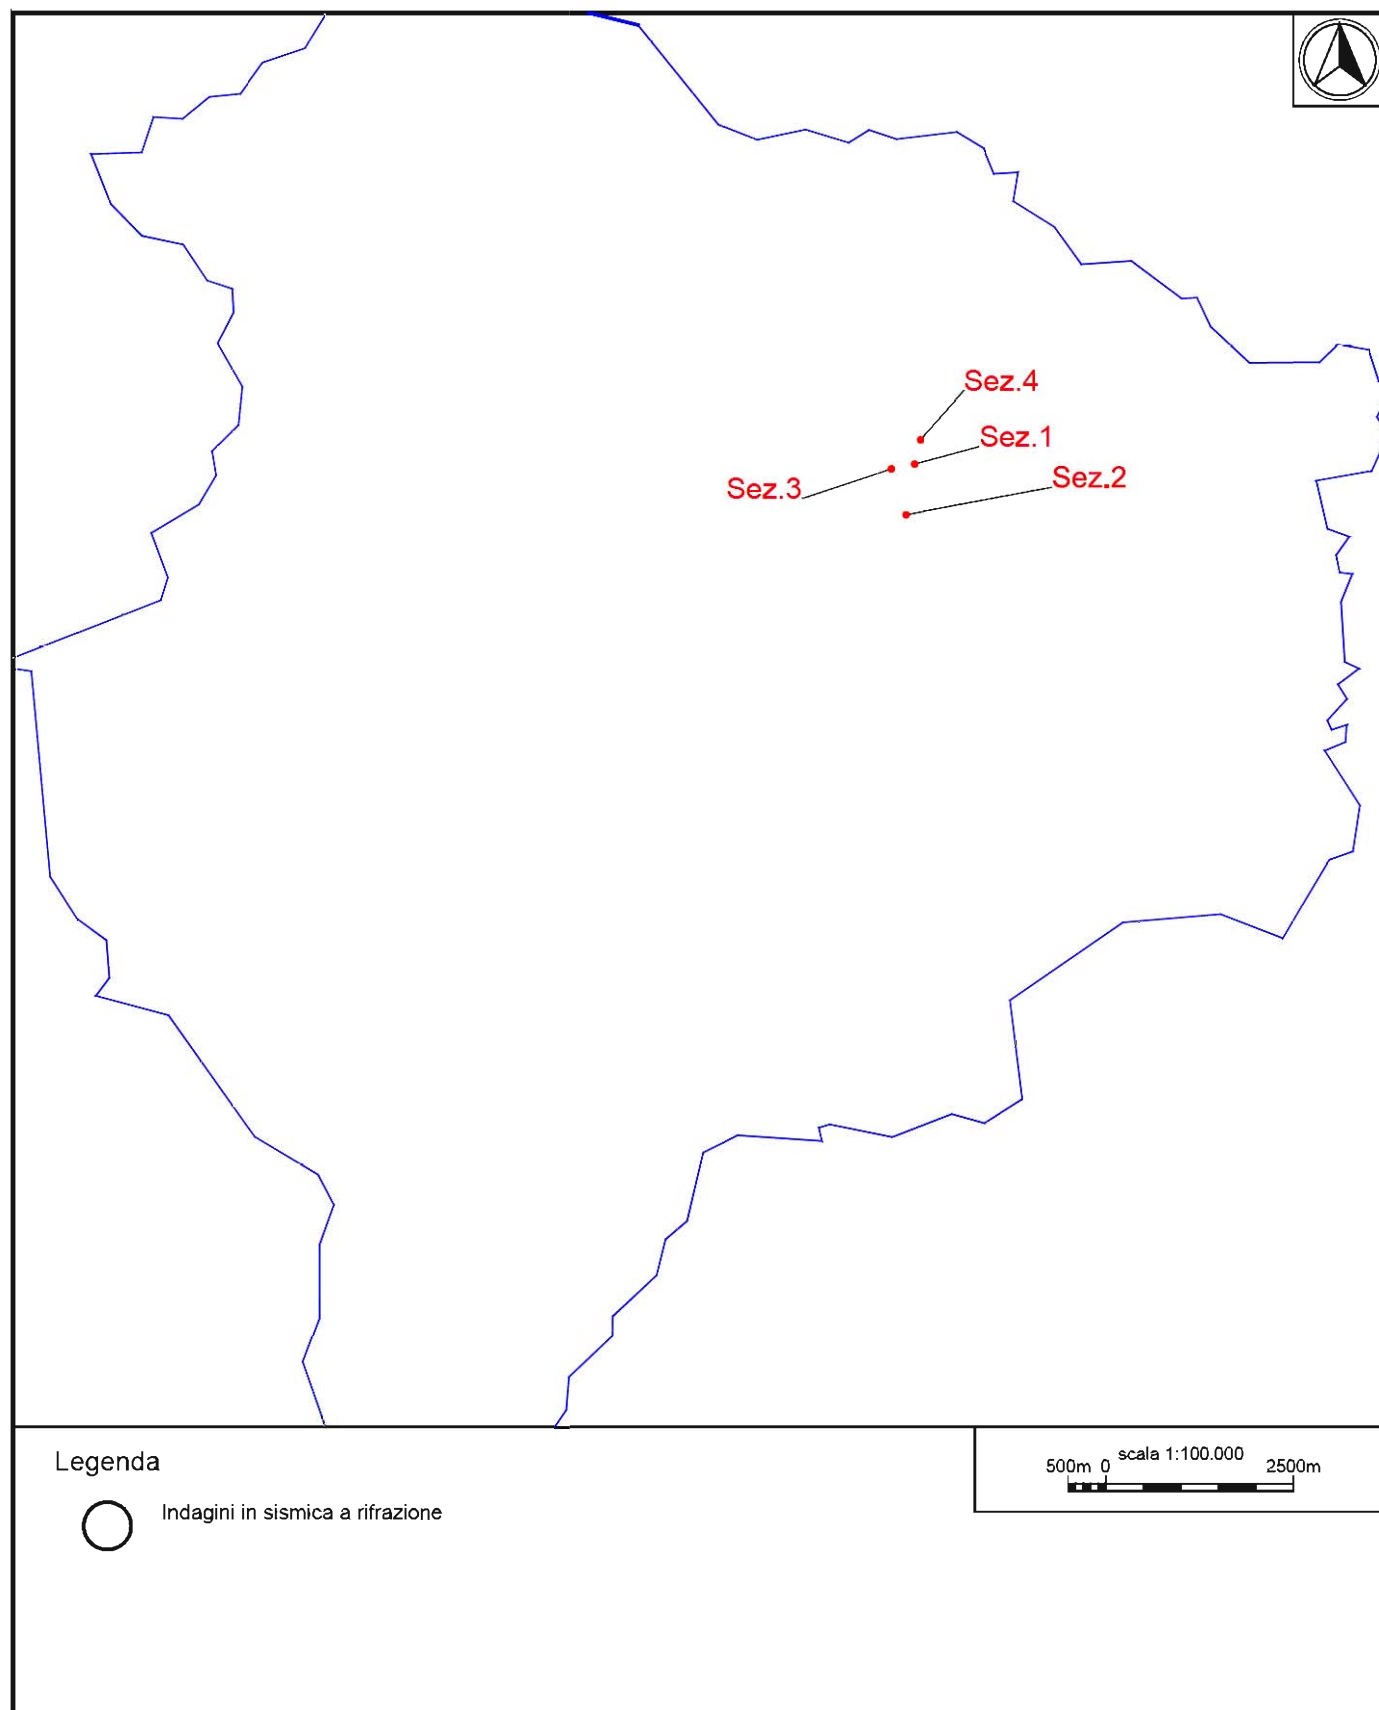 Sez.4
Sez.1
Sez.2
Sez.3
Legenda
Indagini in sismica a rifrazione
scala 1:100.000
500m 0 2500m